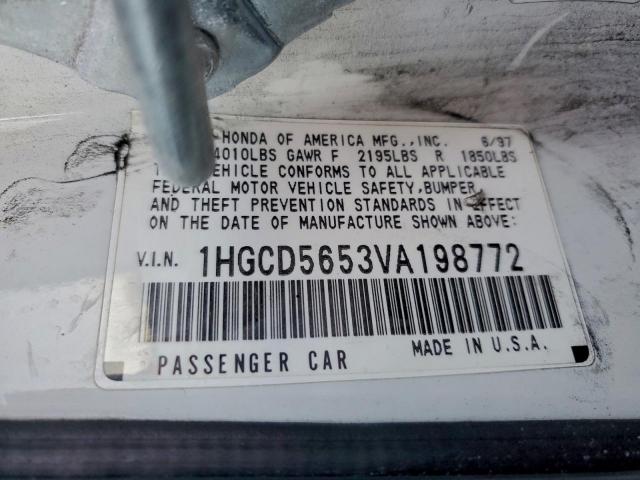 HONDA OF AMERICA MFG.,INC. 6/97
4010LBS GAWR F 2195LBS R 1850LBS
VEHICLE CONFORMS TO ALL APPLICABLE
FEDERAL MOTOR VEHICLE SAFETY,BUMPER
AND THEFT PREVENTION STANDARDS IN EFFECT
ON THE DATE OF MANUFACTURE SHOWN ABOVE:
V.I.N. 1HGCD5653VA198772
PASSENGER CAR MADE IN U.S.A.